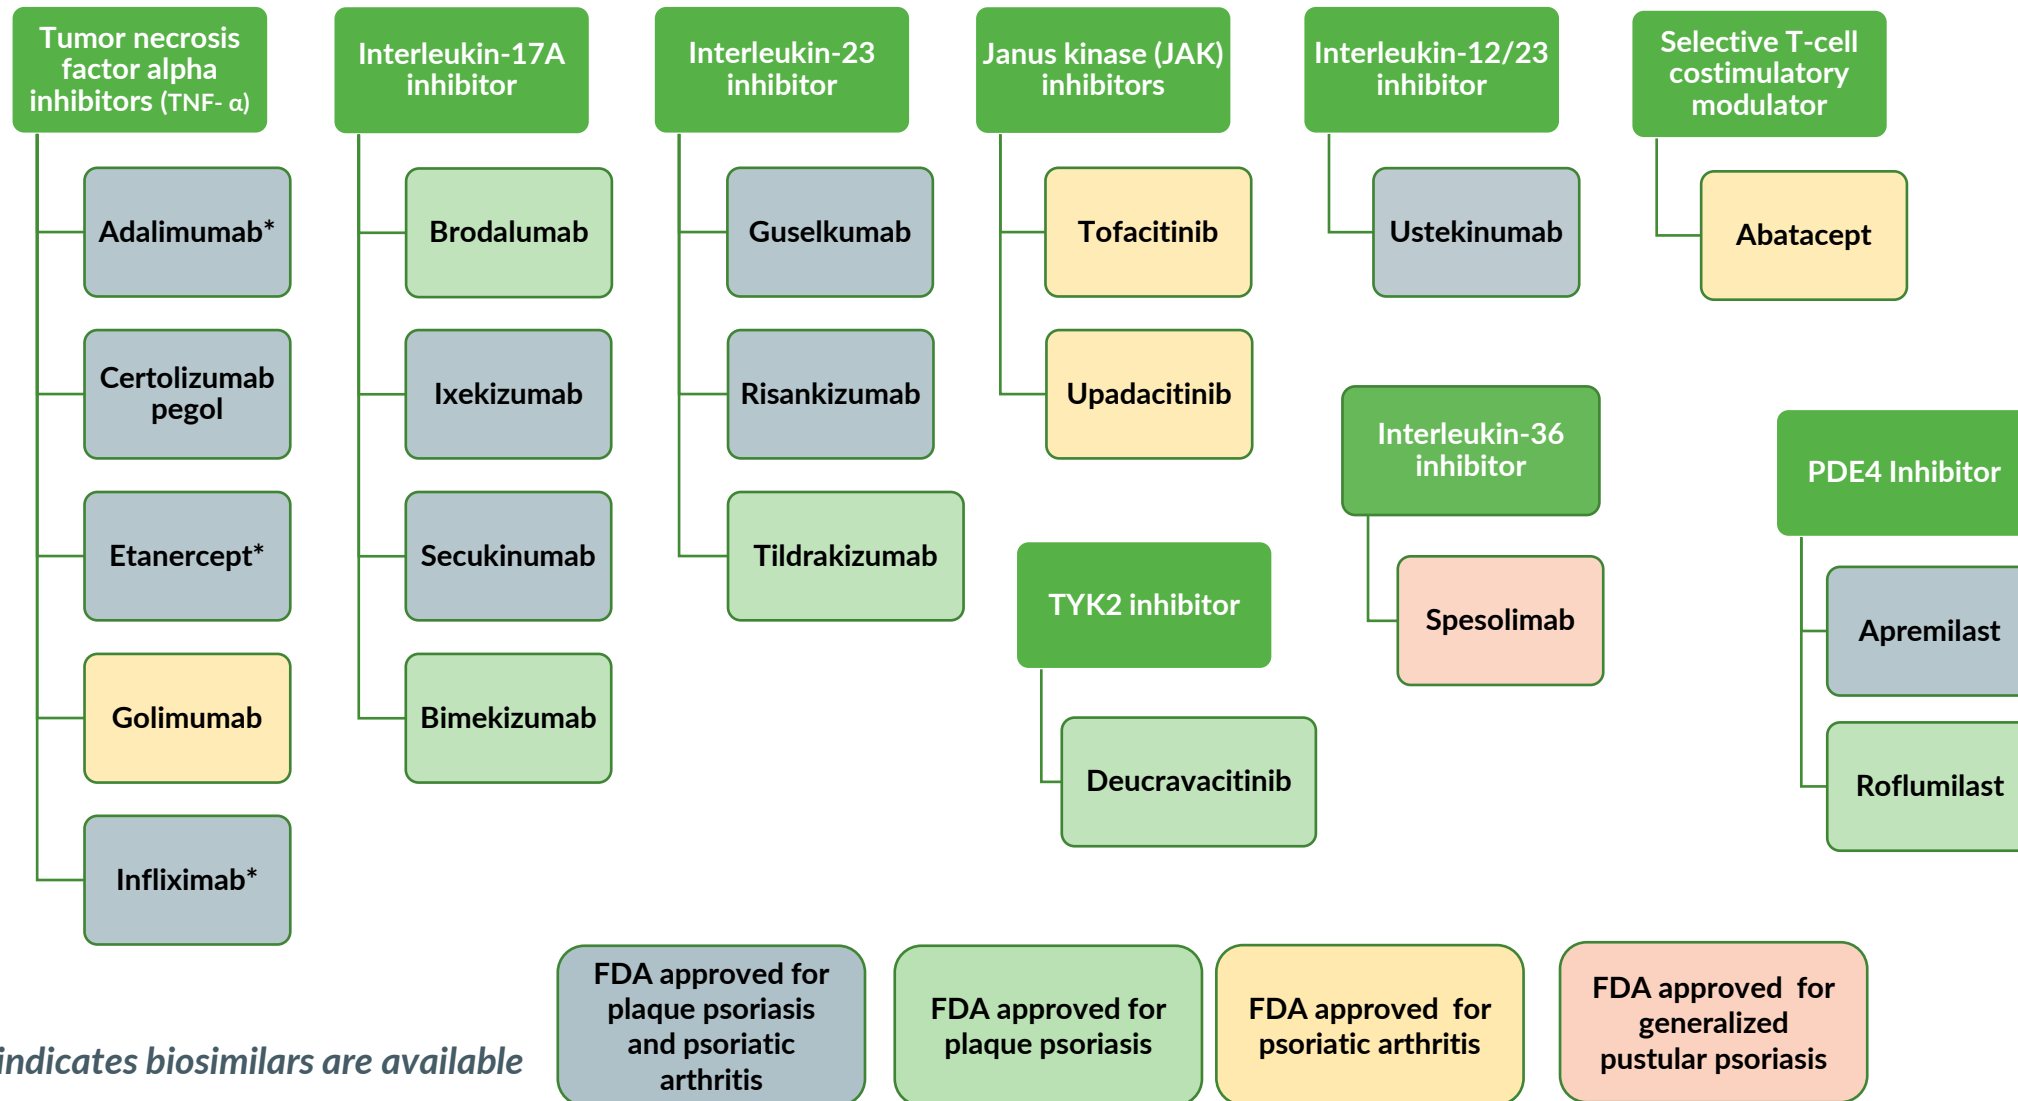 Tumor necrosis
factor alpha
inhibitors (TNF- α)
Adalimumab*
Certolizumab
pegol
Etanercept*
Golimumab
Infliximab*
Interleukin-17A
inhibitor
Brodalumab
Ixekizumab
Secukinumab
Bimekizumab
Interleukin-23
inhibitor
Guselkumab
Risankizumab
Tildrakizumab
Janus kinase (JAK)
inhibitors
Tofacitinib
Upadacitinib
TYK2 inhibitor
Deucravacitinib
Interleukin-12/23
inhibitor
Ustekinumab
Interleukin-36
inhibitor
Spesolimab
Selective T-cell
costimulatory
modulator
Abatacept
PDE4 Inhibitor
Apremilast
Roflumilast
indicates biosimilars are available
FDA approved for
plaque psoriasis
and psoriatic
arthritis
FDA approved for
plaque psoriasis
FDA approved for
psoriatic arthritis
FDA approved for
generalized
pustular psoriasis